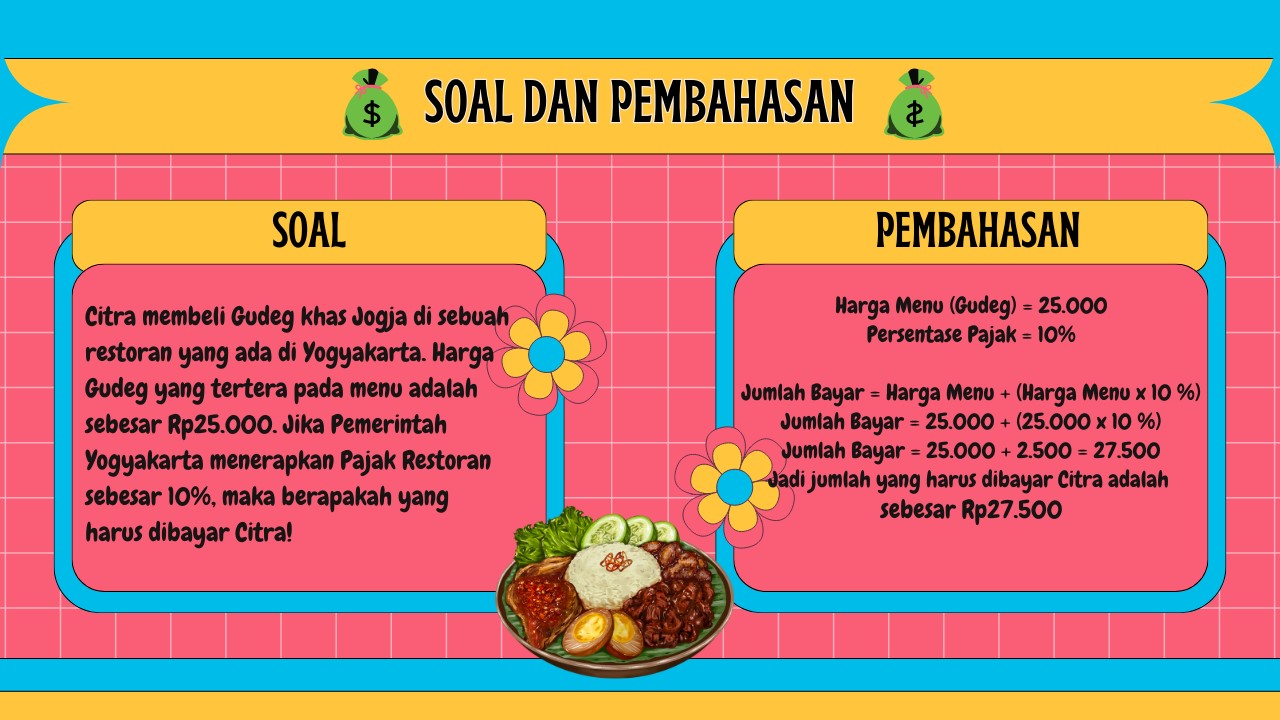 SOAL DAN PEMBAHASAN
SOAL
Citra membeli Gudeg khas Jogja di sebuah
restoran yang ada di Yogyakarta. Harga
Gudeg yang tertera pada menu adalah
sebesar Rp25.000. Jika Pemerintah
Yogyakarta menerapkan Pajak Restoran
sebesar 10%, maka berapakah yang
harus dibayar Citra!
PEMBAHASAN
Harga Menu (Gudeg) = 25.000
Persentase Pajak = 10%
Jumlah Bayar = Harga Menu + (Harga Menu x 10 %)
Jumlah Bayar = 25.000 + (25.000 x 10 %)
Jumlah Bayar = 25.000 + 2.500 = 27.500
Jadi jumlah yang harus dibayar Citra adalah
sebesar Rp27.500